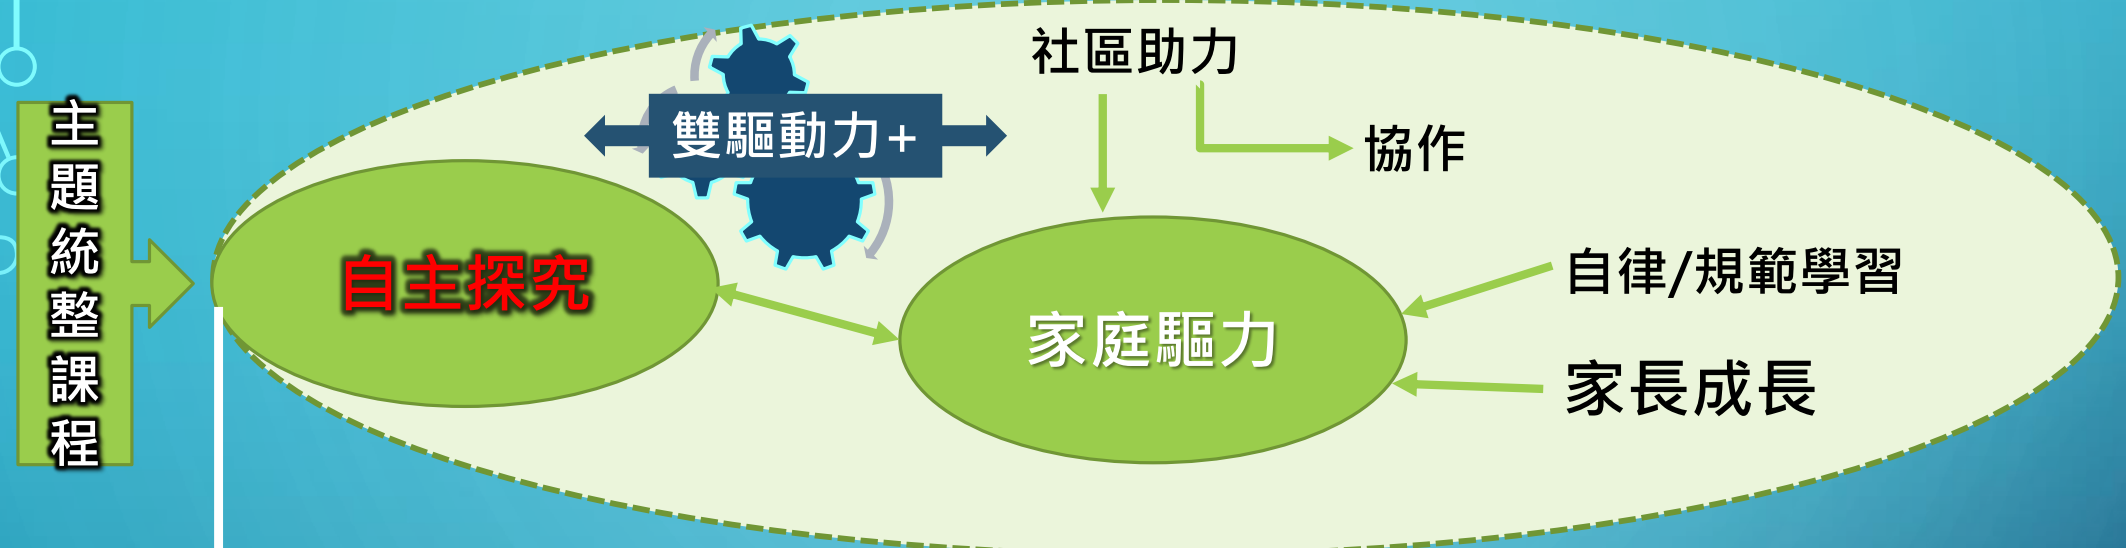 主題統整課程
社區助力
雙驅動力+
協作
自主探究
自律/規範學習
家庭驅力
家長成長